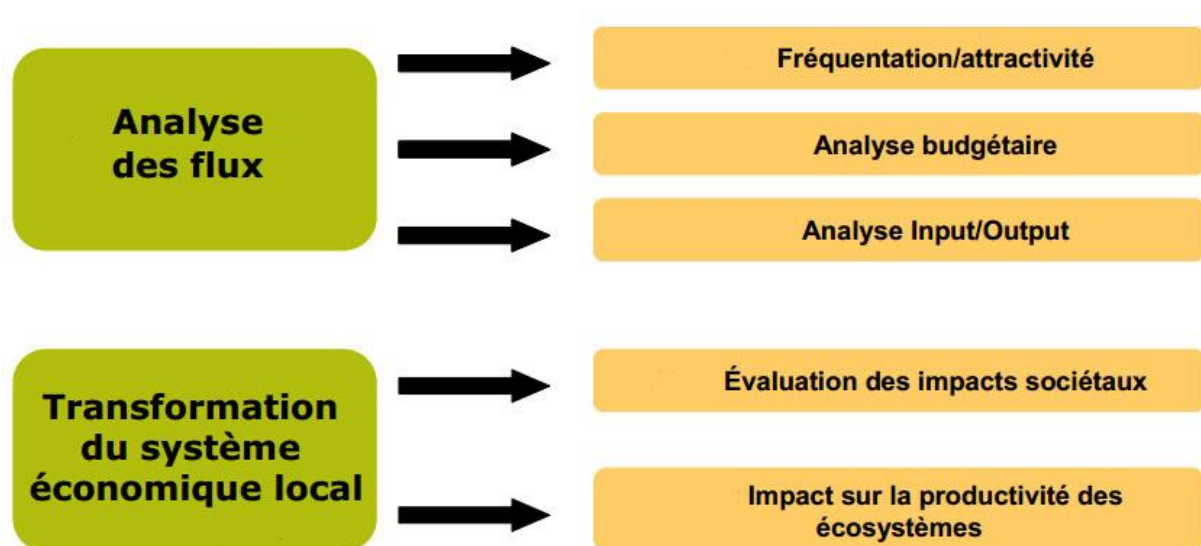 Analyse
des flux
Fréquentation/attractivité
Analyse budgétaire
Analyse Input/Output
Transformation
du système
économique local
Évaluation des impacts sociétaux
Impact sur la productivité des
écosystèmes